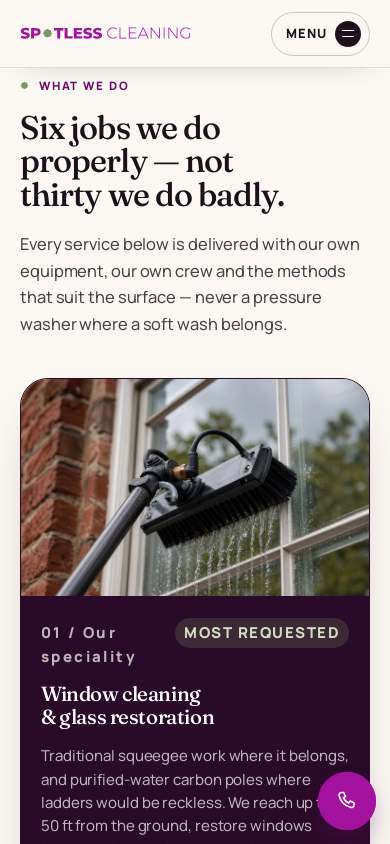 SPOTLESS CLEANING
MENU
WHAT WE DO
Six jobs we do
properly — not
thirty we do badly.
Every service below is delivered with our own
equipment, our own crew and the methods
that suit the surface — never a pressure
washer where a soft wash belongs.
01 / Our
speciality
MOST REQUESTED
Window cleaning
& glass restoration
Traditional squeegee work where it belongs,
and purified-water carbon poles where
ladders would be reckless. We reach up
50 ft from the ground, restore windows